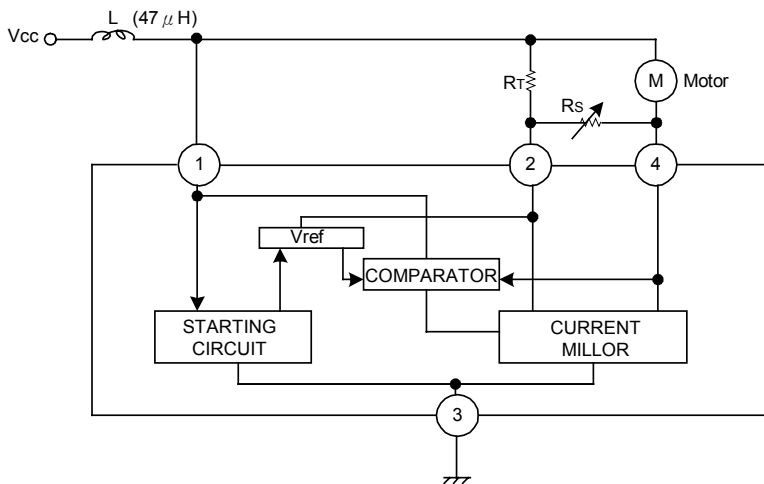 L (47 μH)
Vcc
RT
M Motor
RS
1
2
4
Vref
COMPARATOR
STARTING
CIRCUIT
CURRENT
MILLOR
3